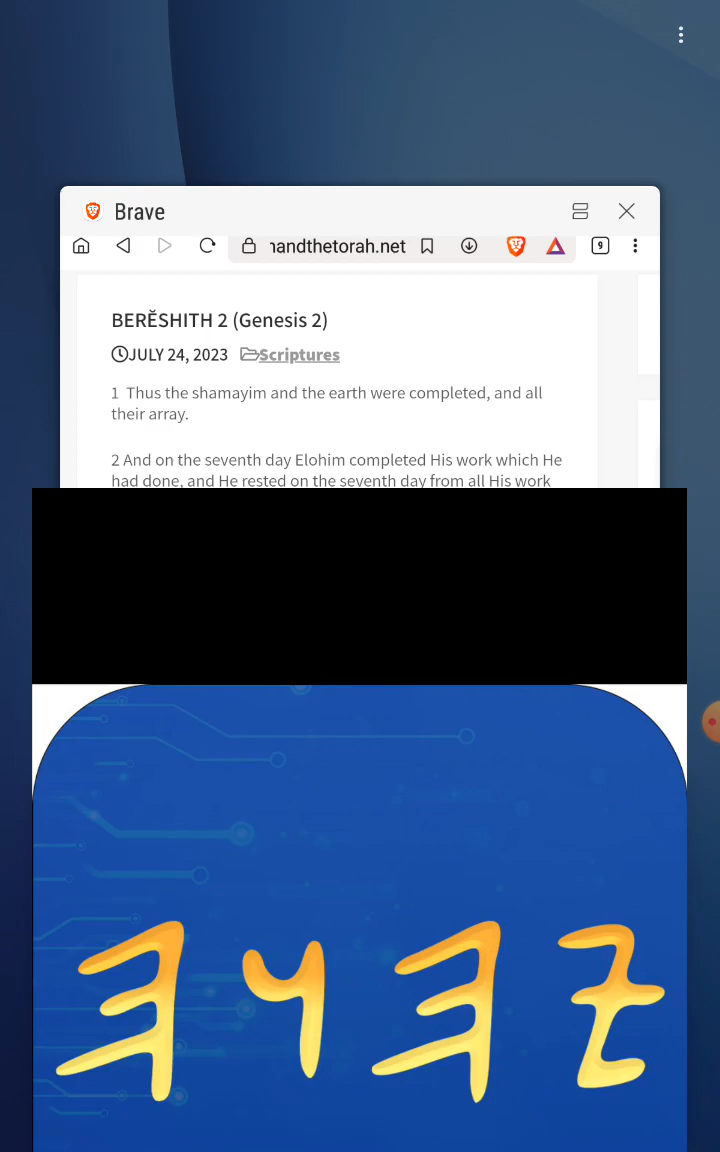 Brave
nandthetorah.net
9
BERĔSHITH 2 (Genesis 2)
JULY 24, 2023 Scriptures
1 Thus the shamayim and the earth were completed, and all
their array.
2 And on the seventh day Elohim completed His work which He
had done, and He rested on the seventh day from all His work
𐤉𐤄𐤅𐤄